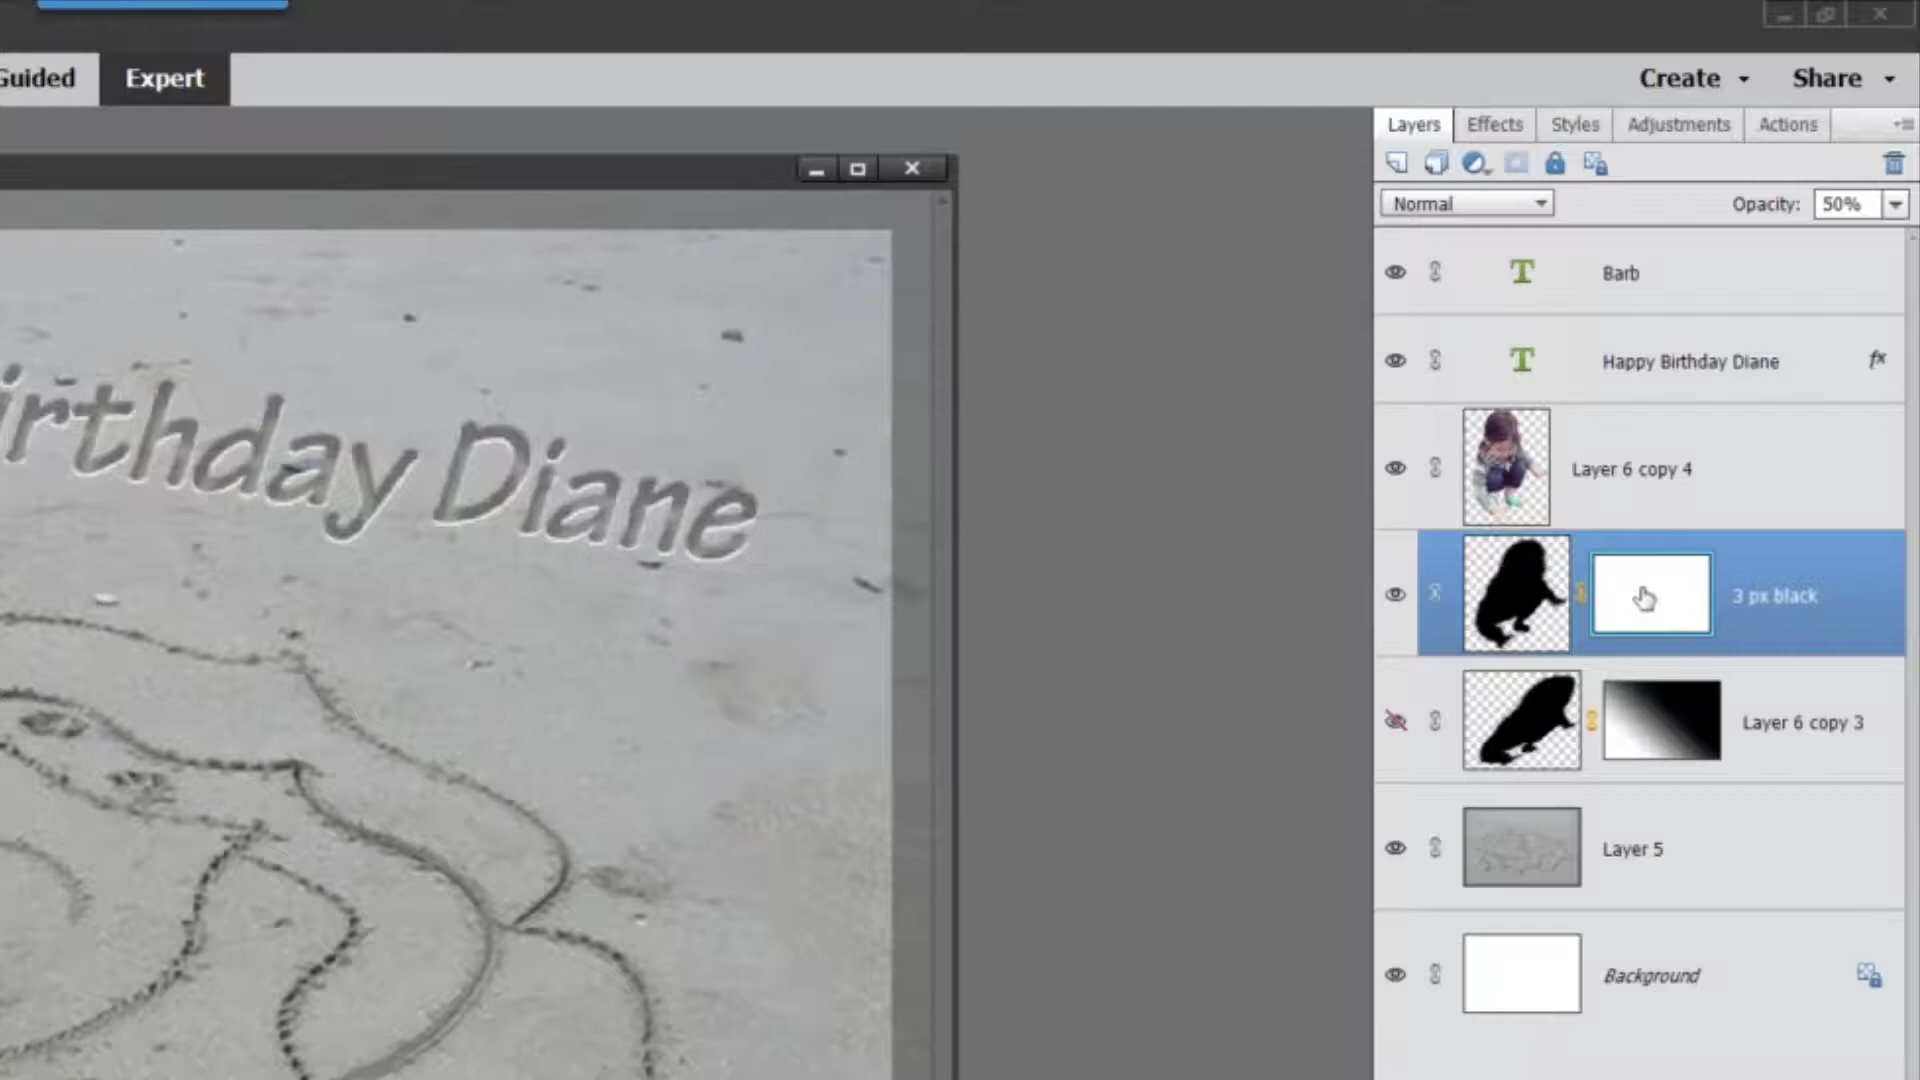 Guided Expert Create Share
Layers Effects Styles Adjustments Actions
Normal Opacity: 50%
T Barb
T Happy Birthday Diane fx
irthday Diane
Layer 6 copy 4
3 px black
Layer 6 copy 3
Layer 5
Background